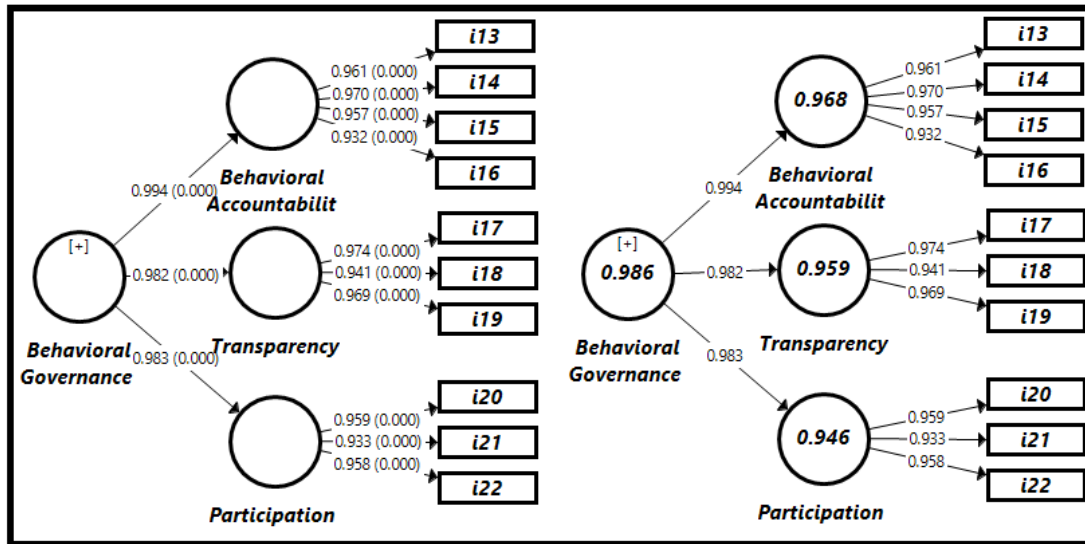 i13
0.961 (0.000)
i14
0.970 (0.000)
0.957 (0.000)
i15
0.932 (0.000)
i16
Behavioral
Accountabilit
0.994 (0.000)
[+]
0.982 (0.000)
Behavioral
Governance
i17
0.974 (0.000)
0.941 (0.000)
i18
0.969 (0.000)
i19
Transparency
0.983 (0.000)
i20
0.959 (0.000)
0.933 (0.000)
i21
0.958 (0.000)
i22
Participation
i13
0.961
0.968
i14
0.970
0.957
i15
0.932
i16
Behavioral
Accountabilit
0.994
[+]
0.986
0.982
Behavioral
Governance
i17
0.974
0.959
0.941
i18
0.969
i19
Transparency
0.983
i20
0.959
0.946
0.933
i21
0.958
i22
Participation